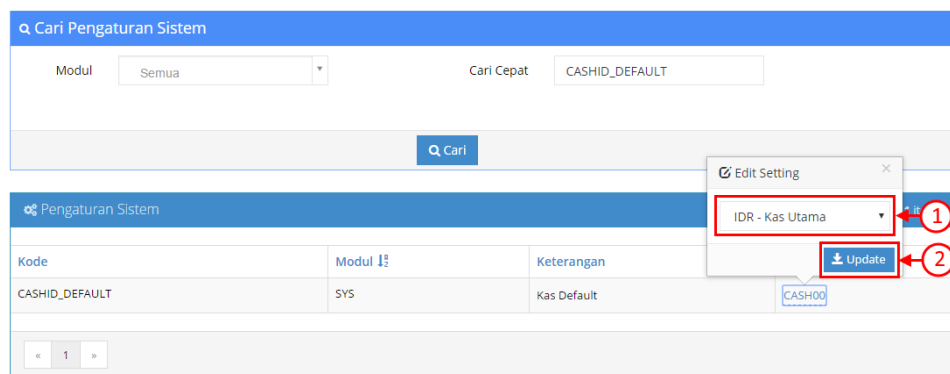 Cari Pengaturan Sistem
Modul Semua Cari Cepat CASHID_DEFAULT
Cari
Edit Setting ×
Pengaturan Sistem
IDR - Kas Utama 1
Update 2
Kode Modul Keterangan
CASHID_DEFAULT SYS Kas Default CASH00
« 1 »